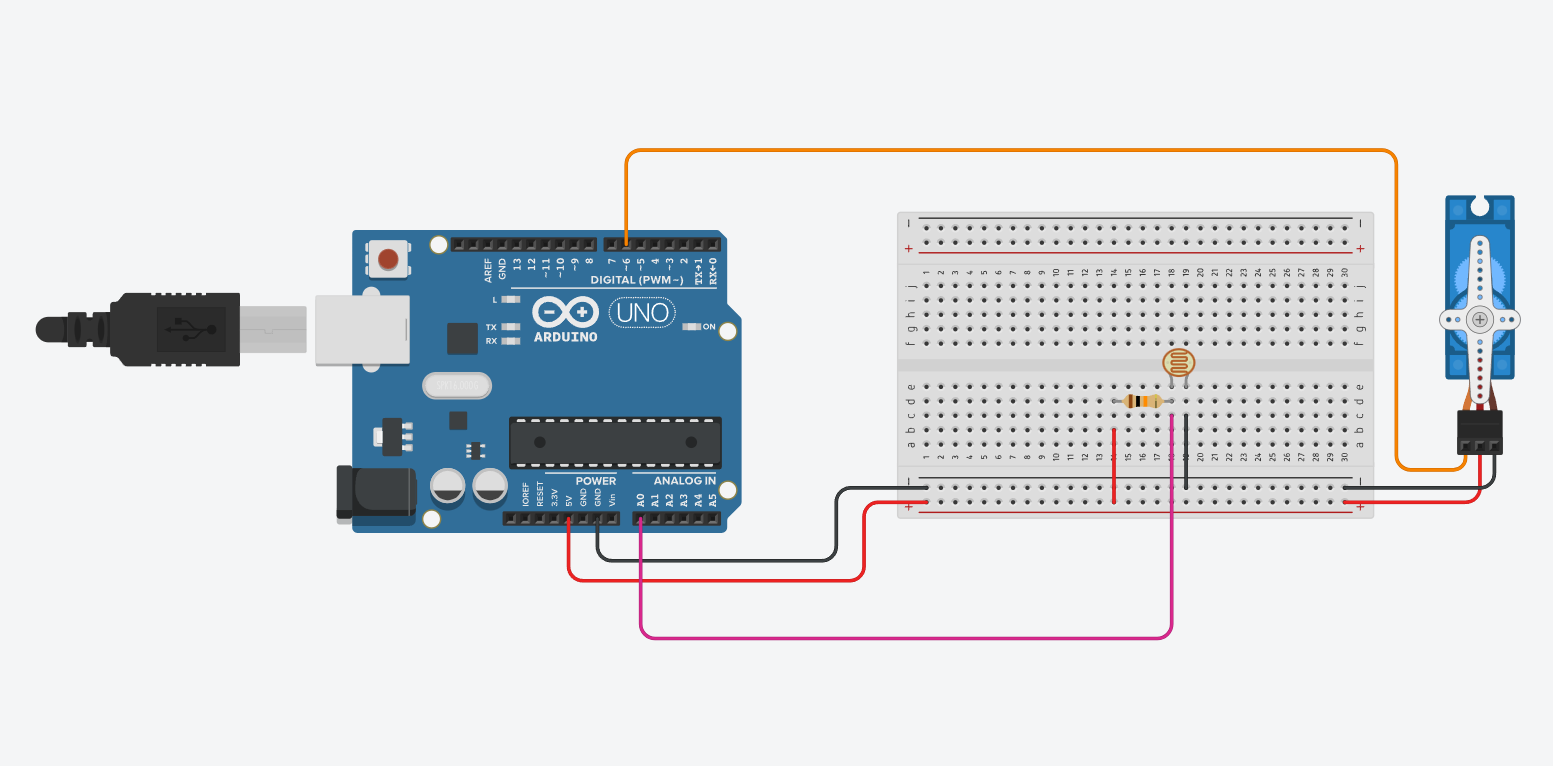 AREF
GND
13
12
~11
~10
~9
8
7
~6
~5
4
~3
2
TX→1
RX←0
DIGITAL (PWM~)
L
TX
RX
ON
UNO
ARDUINO
POWER
ANALOG IN
IOREF
RESET
3.3V
5V
GND
GND
Vin
A0
A1
A2
A3
A4
A5
− −
+ +
1 2 3 4 5 6 7 8 9 10 11 12 13 14 15 16 17 18 19 20 21 22 23 24 25 26 27 28 29 30
j j
i i
h h
g g
f f
e e
d d
c c
b b
a a
1 2 3 4 5 6 7 8 9 10 11 12 13 14 15 16 17 18 19 20 21 22 23 24 25 26 27 28 29 30
− −
+ +